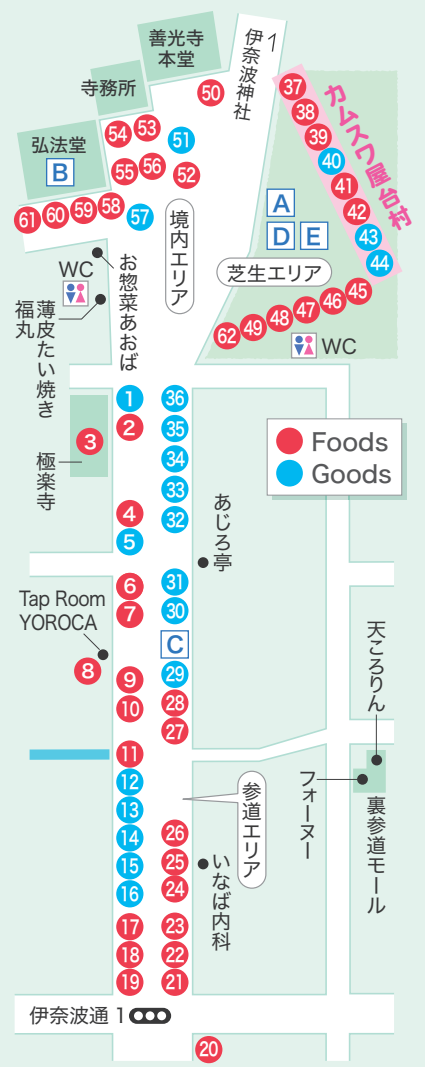 善光寺
本堂
伊奈波神社
寺務所
弘法堂
B
50
54
53
51
55
56
52
61
60
59
58
57
境内エリア
37
38
39
40
41
42
43
44
カムスワ屋台村
A
D
E
芝生エリア
45
46
47
48
49
62
WC
WC
お惣菜あおば
薄皮たい焼き
福丸
1
2
3
極楽寺
4
5
36
35
34
33
32
Foods
Goods
あじろ亭
6
7
31
30
C
Tap Room
YOROCA
8
9
10
29
28
27
天ころりん
フォーヌー
裏参道モール
11
12
13
14
15
16
参道エリア
26
25
24
いなば内科
17
18
19
23
22
21
伊奈波通 1
20